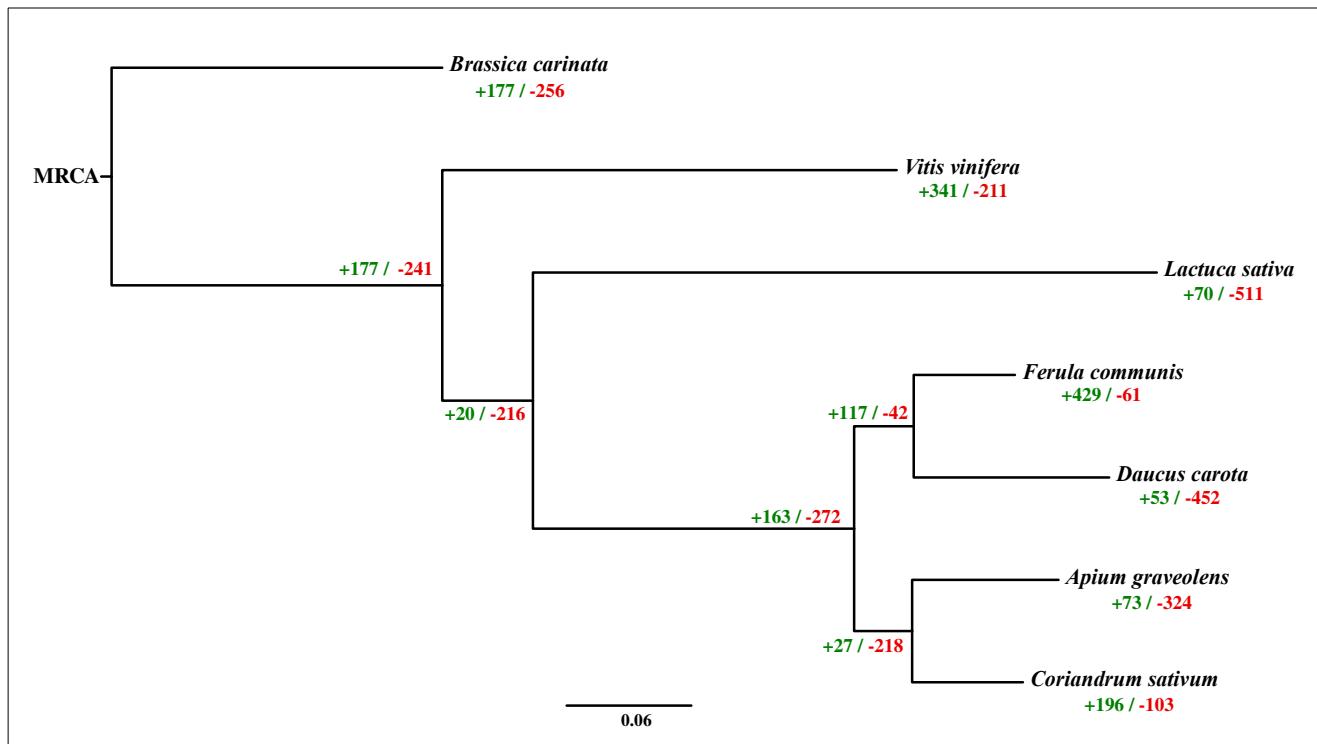 Brassica carinata
+177 / -256
MRCA
Vitis vinifera
+341 / -211
+177 / -241
Lactuca sativa
+70 / -511
Ferula communis
+429 / -61
+20 / -216
+117 / -42
Daucus carota
+53 / -452
+163 / -272
Apium graveolens
+73 / -324
+27 / -218
Coriandrum sativum
+196 / -103
0.06